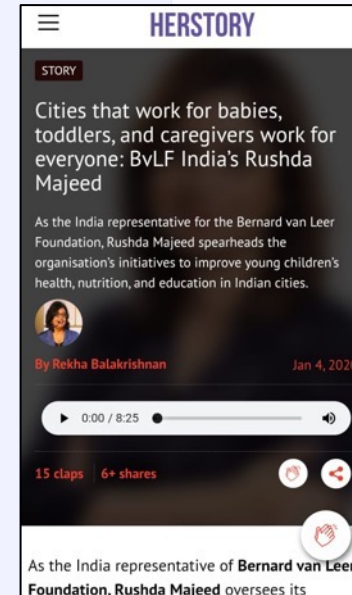 HERSTORY
STORY
Cities that work for babies,
toddlers, and caregivers work for
everyone: BvLF India's Rushda
Majeed
As the India representative for the Bernard van Leer
Foundation, Rushda Majeed spearheads the
organisation's initiatives to improve young children's
health, nutrition, and education in Indian cities.
By Rekha Balakrishnan
Jan 4, 202
0:00 / 8:25
15 claps
6+ shares
As the India representative of Bernard van Leer
Foundation, Rushda Majeed oversees its